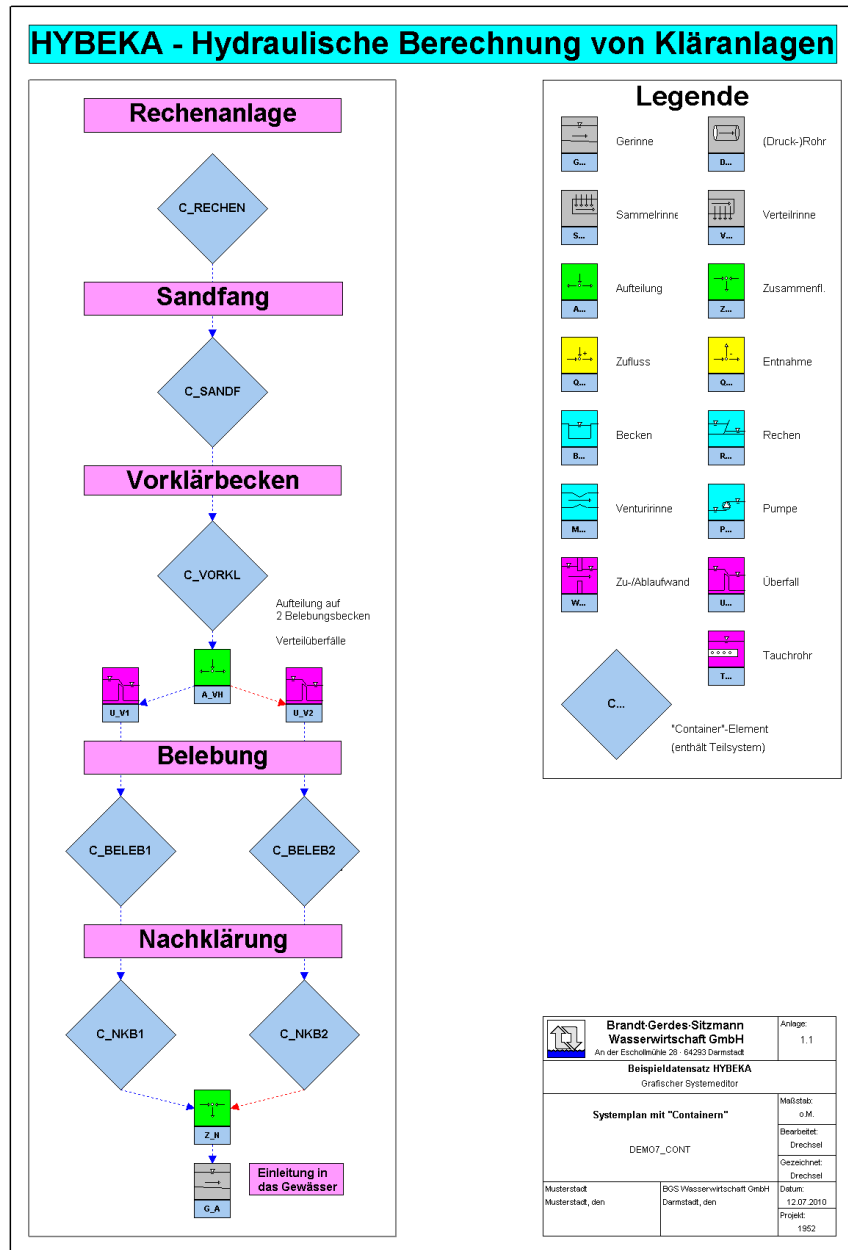 HYBEKA - Hydraulische Berechnung von Kläranlagen
Rechenanlage
C_RECHEN
Sandfang
C_SANDF
Vorklärbecken
C_VORKL
Aufteilung auf
2 Belebungsbecken
Verteilüberfälle
A_VH
U_V1
U_V2
Belebung
C_BELEB1
C_BELEB2
Nachklärung
C_NKB1
C_NKB2
Z_N
Einleitung in
das Gewässer
G_A
Legende
G...
Gerinne
D...
(Druck-)Rohr
S...
Sammelrinne
V...
Verteilrinne
A...
Aufteilung
Z...
Zusammenfl.
+
Q...
Zufluss
-
Q...
Entnahme
B...
Becken
R...
Rechen
M...
Venturirinne
P...
Pumpe
W...
Zu-/Ablaufwand
U...
Überfall
T...
Tauchrohr
C...
"Container"-Element
(enthält Teilsystem)
Brandt·Gerdes·Sitzmann
Wasserwirtschaft GmbH
An der Eschollmühle 28 · 64293 Darmstadt
Anlage:
1.1
Beispieldatensatz HYBEKA
Grafischer Systemeditor
Systemplan mit "Containern"
DEMO7_CONT
Maßstab:
o.M.
Bearbeitet:
Drechsel
Gezeichnet:
Drechsel
Musterstadt
Musterstadt, den
BGS Wasserwirtschaft GmbH
Darmstadt, den
Datum:
12.07.2010
Projekt:
1952